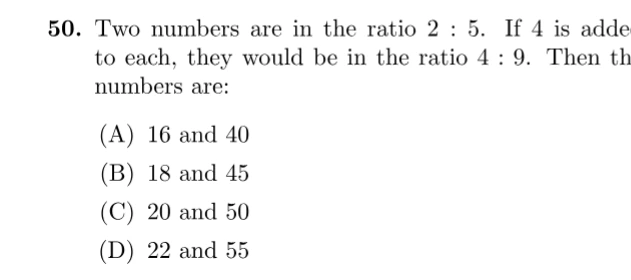 50. Two numbers are in the ratio 2 : 5. If 4 is adde
to each, they would be in the ratio 4 : 9. Then th
numbers are:
(A) 16 and 40
(B) 18 and 45
(C) 20 and 50
(D) 22 and 55